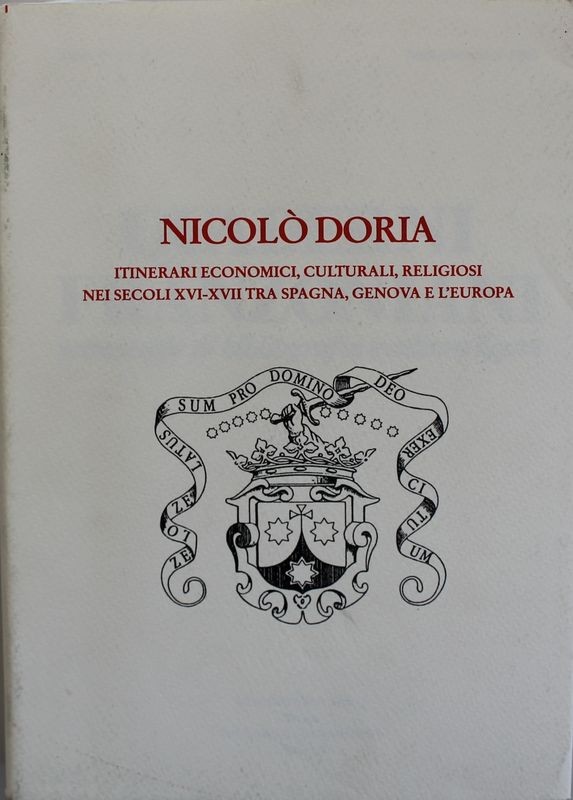 NICOLÒ DORIA
ITINERARI ECONOMICI, CULTURALI, RELIGIOSI
NEI SECOLI XVI-XVII TRA SPAGNA, GENOVA E L'EUROPA
ZELO ZELATUS SUM PRO DOMINO DEO EXERCITUUM